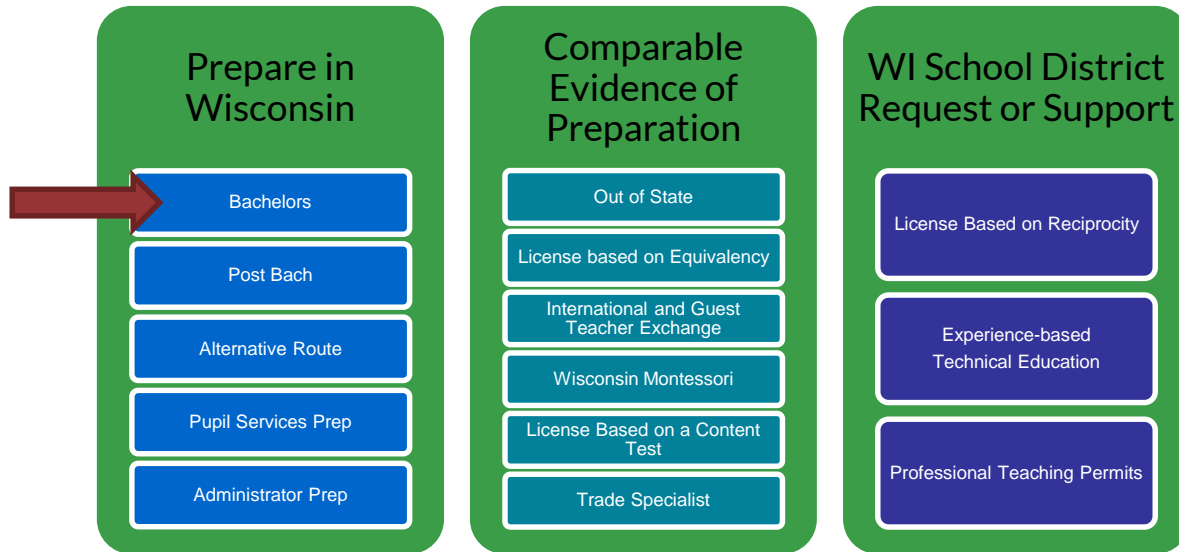 Prepare in
Wisconsin
Bachelors
Post Bach
Alternative Route
Pupil Services Prep
Administrator Prep
Comparable
Evidence of
Preparation
Out of State
License based on Equivalency
International and Guest
Teacher Exchange
Wisconsin Montessori
License Based on a Content
Test
Trade Specialist
WI School District
Request or Support
License Based on Reciprocity
Experience-based
Technical Education
Professional Teaching Permits